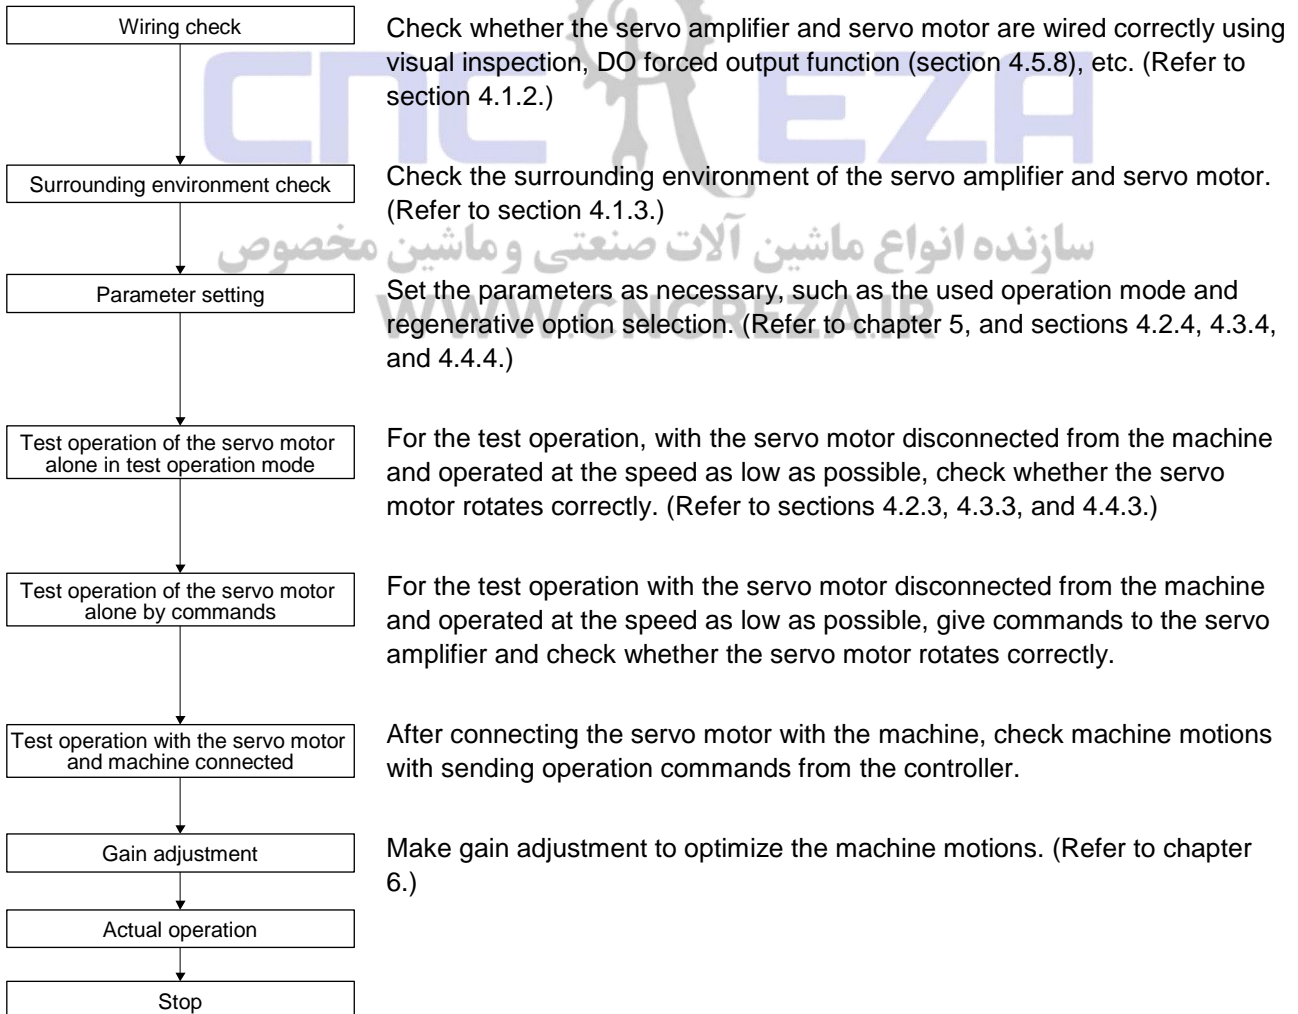 Wiring check
Check whether the servo amplifier and servo motor are wired correctly using
visual inspection, DO forced output function (section 4.5.8), etc. (Refer to
section 4.1.2.)
CNC REZA
Surrounding environment check
Check the surrounding environment of the servo amplifier and servo motor.
(Refer to section 4.1.3.)
سازنده انواع ماشین آلات صنعتی و ماشین مخصوص
Parameter setting
Set the parameters as necessary, such as the used operation mode and
regenerative option selection. (Refer to chapter 5, and sections 4.2.4, 4.3.4,
and 4.4.4.)
WWW.CNCREZA.IR
Test operation of the servo motor
alone in test operation mode
For the test operation, with the servo motor disconnected from the machine
and operated at the speed as low as possible, check whether the servo
motor rotates correctly. (Refer to sections 4.2.3, 4.3.3, and 4.4.3.)
Test operation of the servo motor
alone by commands
For the test operation with the servo motor disconnected from the machine
and operated at the speed as low as possible, give commands to the servo
amplifier and check whether the servo motor rotates correctly.
Test operation with the servo motor
and machine connected
After connecting the servo motor with the machine, check machine motions
with sending operation commands from the controller.
Gain adjustment
Make gain adjustment to optimize the machine motions. (Refer to chapter
6.)
Actual operation
Stop